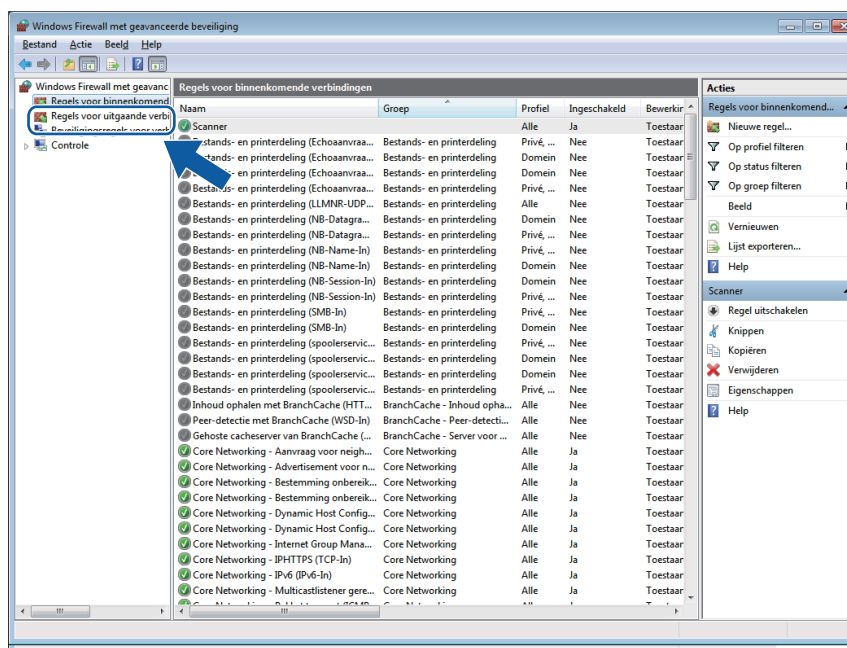 Windows Firewall met geavanceerde beveiliging
Bestand Actie Beeld Help
Windows Firewall met geavanc
Regels voor binnenkomend
Regels voor uitgaande verbi
Beveiligingsregels voor verb
Controle
Regels voor binnenkomende verbindingen
Naam Groep Profiel Ingeschakeld Bewerkin
Scanner Alle Ja Toestaan
Bestands- en printerdeling (Echoaanvraa... Bestands- en printerdeling Privé, ... Nee Toestaan
Bestands- en printerdeling (Echoaanvraa... Bestands- en printerdeling Domein Nee Toestaan
Bestands- en printerdeling (Echoaanvraa... Bestands- en printerdeling Domein Nee Toestaan
Bestands- en printerdeling (Echoaanvraa... Bestands- en printerdeling Privé, ... Nee Toestaan
Bestands- en printerdeling (LLMNR-UDP... Bestands- en printerdeling Alle Nee Toestaan
Bestands- en printerdeling (NB-Datagra... Bestands- en printerdeling Domein Nee Toestaan
Bestands- en printerdeling (NB-Datagra... Bestands- en printerdeling Privé, ... Nee Toestaan
Bestands- en printerdeling (NB-Name-In) Bestands- en printerdeling Privé, ... Nee Toestaan
Bestands- en printerdeling (NB-Name-In) Bestands- en printerdeling Domein Nee Toestaan
Bestands- en printerdeling (NB-Session-In) Bestands- en printerdeling Domein Nee Toestaan
Bestands- en printerdeling (NB-Session-In) Bestands- en printerdeling Privé, ... Nee Toestaan
Bestands- en printerdeling (SMB-In) Bestands- en printerdeling Privé, ... Nee Toestaan
Bestands- en printerdeling (SMB-In) Bestands- en printerdeling Domein Nee Toestaan
Bestands- en printerdeling (spoolerservic... Bestands- en printerdeling Privé, ... Nee Toestaan
Bestands- en printerdeling (spoolerservic... Bestands- en printerdeling Domein Nee Toestaan
Bestands- en printerdeling (spoolerservic... Bestands- en printerdeling Domein Nee Toestaan
Bestands- en printerdeling (spoolerservic... Bestands- en printerdeling Privé, ... Nee Toestaan
Inhoud ophalen met BranchCache (HTT... BranchCache - Inhoud opha... Alle Nee Toestaan
Peer-detectie met BranchCache (WSD-In) BranchCache - Peer-detecti... Alle Nee Toestaan
Gehoste cacheserver van BranchCache (... BranchCache - Server voor ... Alle Nee Toestaan
Core Networking - Aanvraag voor neigh... Core Networking Alle Ja Toestaan
Core Networking - Advertisement voor n... Core Networking Alle Ja Toestaan
Core Networking - Bestemming onbereik... Core Networking Alle Ja Toestaan
Core Networking - Bestemming onbereik... Core Networking Alle Ja Toestaan
Core Networking - Dynamic Host Config... Core Networking Alle Ja Toestaan
Core Networking - Dynamic Host Config... Core Networking Alle Ja Toestaan
Core Networking - Internet Group Mana... Core Networking Alle Ja Toestaan
Core Networking - IPHTTPS (TCP-In) Core Networking Alle Ja Toestaan
Core Networking - IPv6 (IPv6-In) Core Networking Alle Ja Toestaan
Core Networking - Multicastlistener gere... Core Networking Alle Ja Toestaan
Acties
Regels voor binnenkomend...
Nieuwe regel...
Op profiel filteren
Op status filteren
Op groep filteren
Beeld
Vernieuwen
Lijst exporteren...
Help
Scanner
Regel uitschakelen
Knippen
Kopiëren
Verwijderen
Eigenschappen
Help